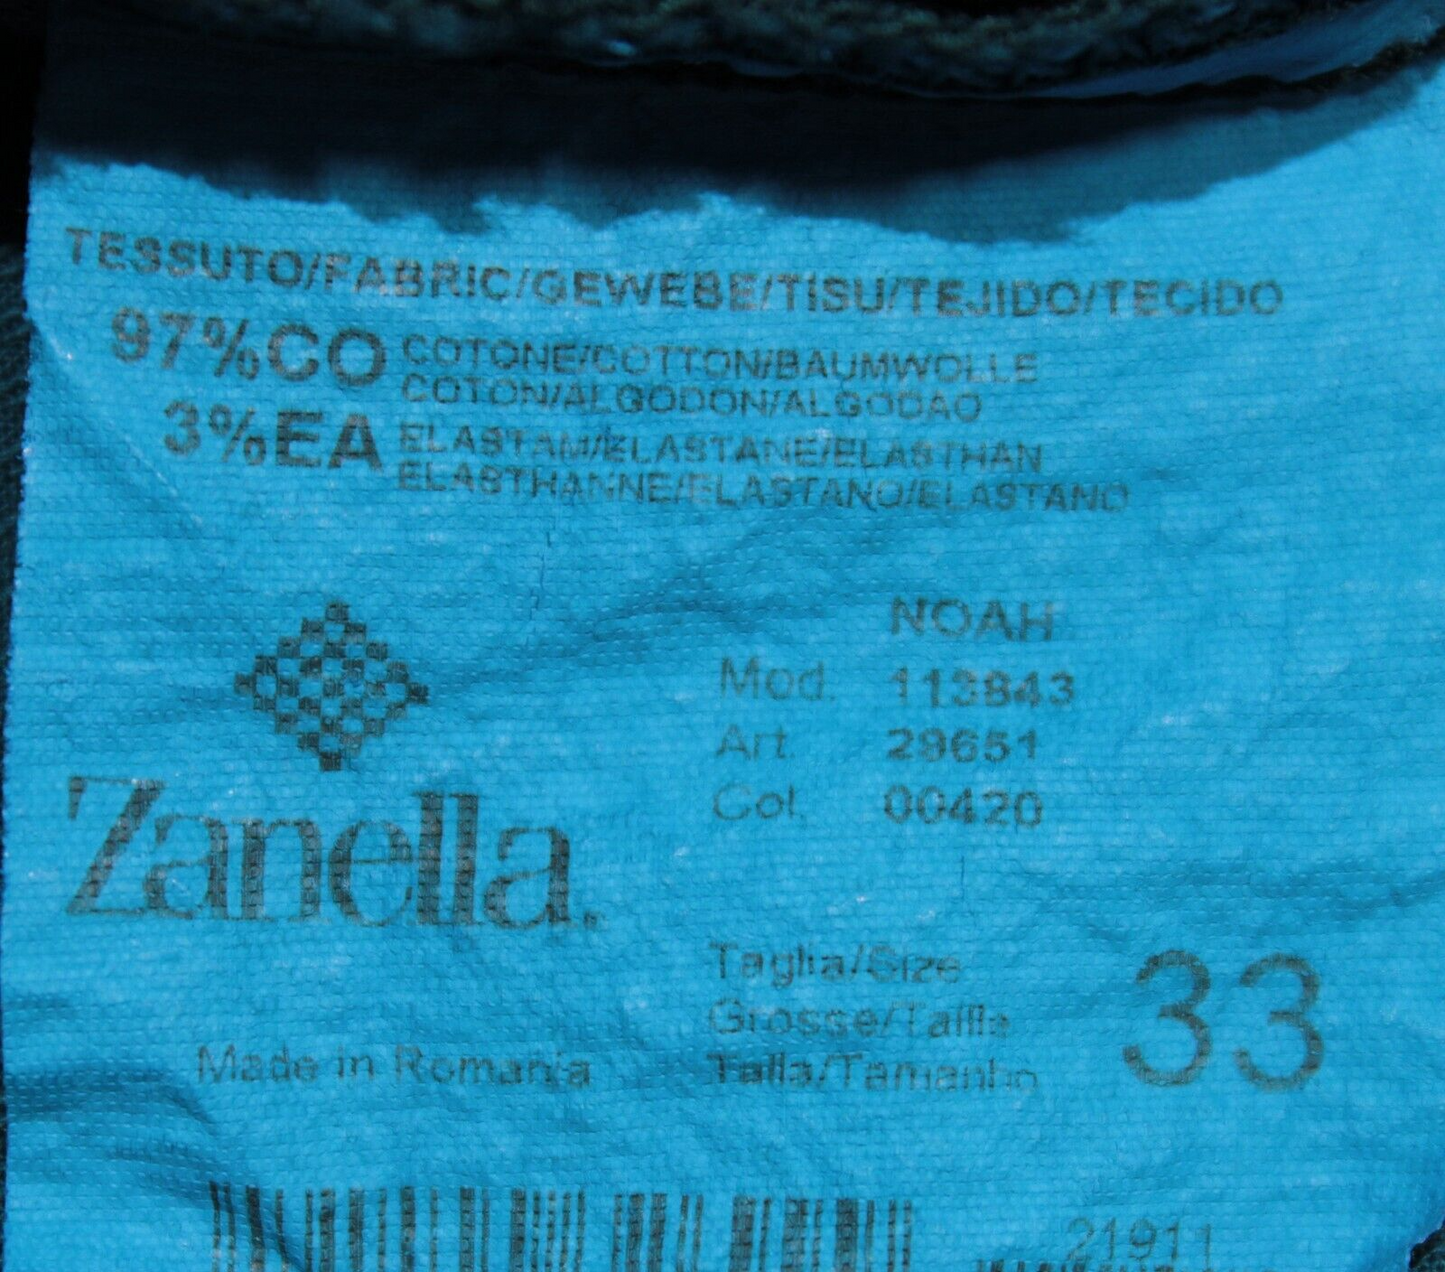 TESSUTO/FABRIC/GEWEBE/TISU/TEJIDO/TECIDO
97%CO COTONE/COTTON/BAUMWOLLE
COTON/ALGODON/ALGODAO
3%EA ELASTAM/ELASTANE/ELASTHAN
ELASTHANNE/ELASTANO/ELASTANO
NOAH
Mod. 113843
Art. 29651
Col. 00420
Zanella.
Taglia/Size
Grosse/Taille
Talla/Tamanho
33
Made in Romania
21911